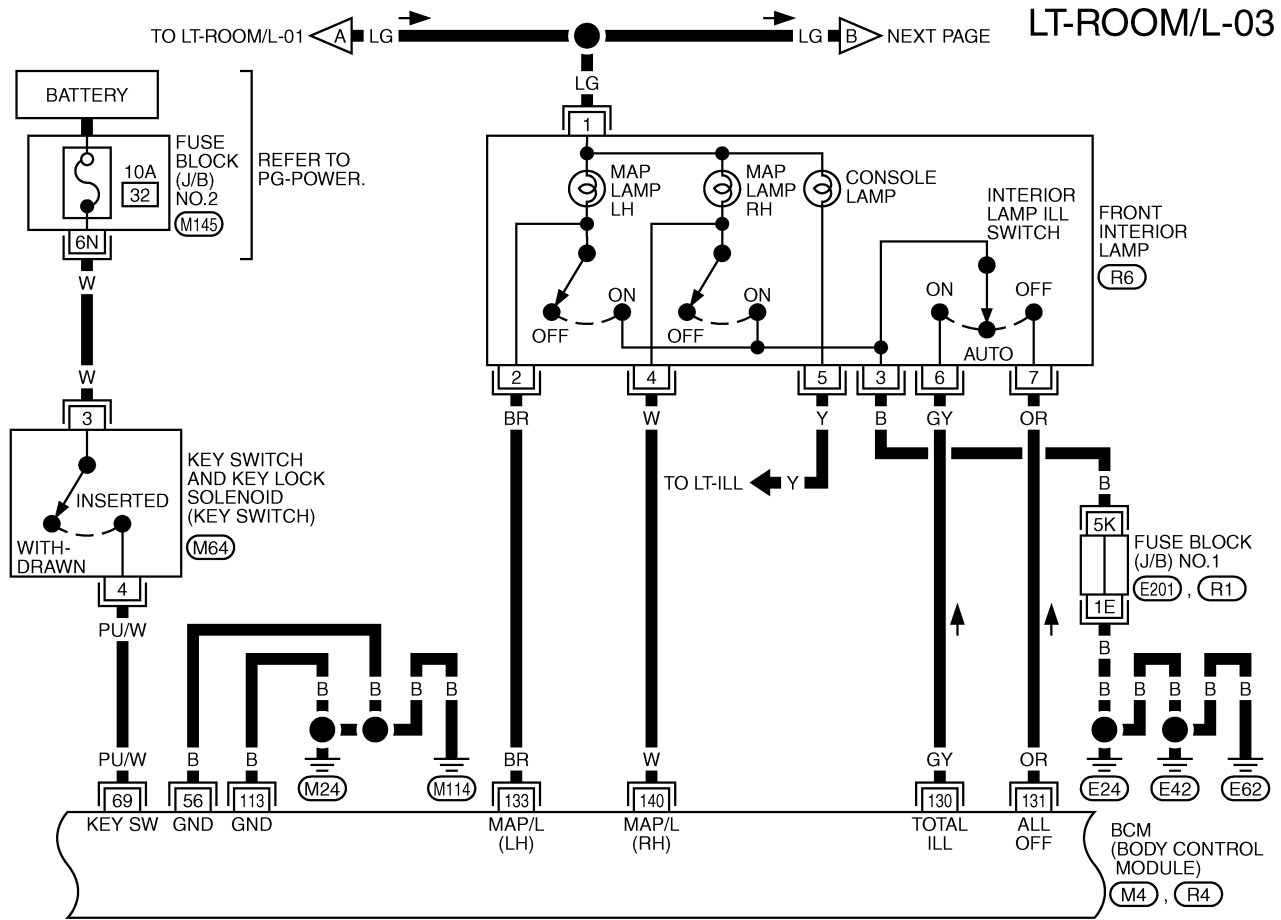 LT-ROOM/L-03
TO LT-ROOM/L-01
A
LG
LG
B
NEXT PAGE
LG
1
BATTERY
FUSE
BLOCK
(J/B)
NO.2
M145
10A
32
6N
REFER TO
PG-POWER.
W
W
3
KEY SWITCH
AND KEY LOCK
SOLENOID
(KEY SWITCH)
M64
INSERTED
WITH-
DRAWN
4
PU/W
PU/W
MAP
LAMP
LH
MAP
LAMP
RH
CONSOLE
LAMP
INTERIOR
LAMP ILL
SWITCH
FRONT
INTERIOR
LAMP
R6
OFF
ON
OFF
ON
ON
OFF
AUTO
2
4
5
3
6
7
BR
W
Y
B
GY
OR
TO LT-ILL
Y
B
5K
FUSE BLOCK
(J/B) NO.1
E201 , R1
1E
B
B
B
B
B
B
B
B
B
B
B
B
BR
W
GY
OR
M24
M114
E24
E42
E62
69
56
113
133
140
130
131
KEY SW
GND
GND
MAP/L
(LH)
MAP/L
(RH)
TOTAL
ILL
ALL
OFF
BCM
(BODY CONTROL
MODULE)
M4 , R4